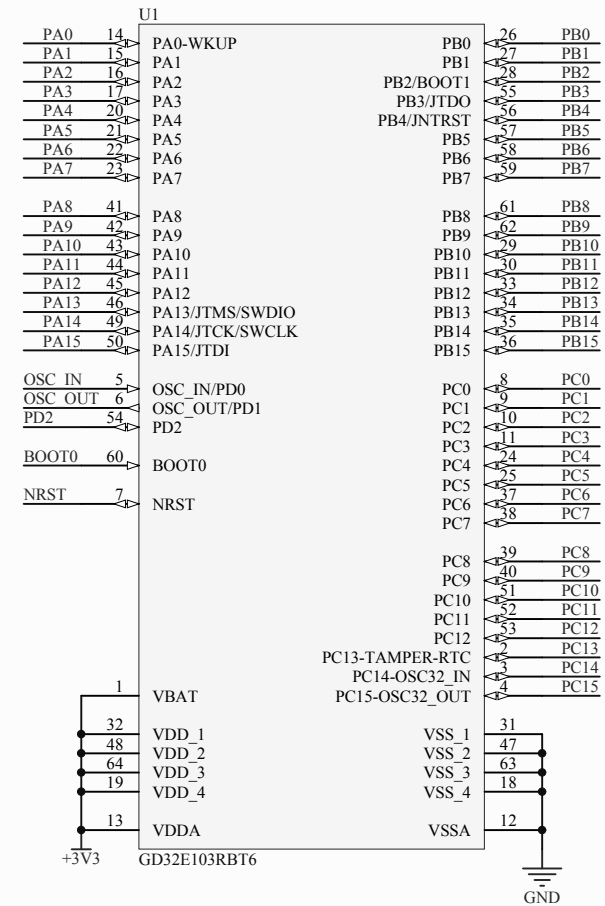 U1
PA0 14 PA0-WKUP PB0 26 PB0
PA1 15 PA1 PB1 27 PB1
PA2 16 PA2 PB2/BOOT1 28 PB2
PA3 17 PA3 PB3/JTDO 55 PB3
PA4 20 PA4 PB4/JNTRST 56 PB4
PA5 21 PA5 PB5 57 PB5
PA6 22 PA6 PB6 58 PB6
PA7 23 PA7 PB7 59 PB7
PA8 41 PA8 PB8 61 PB8
PA9 42 PA9 PB9 62 PB9
PA10 43 PA10 PB10 29 PB10
PA11 44 PA11 PB11 30 PB11
PA12 45 PA12 PB12 33 PB12
PA13 46 PA13/JTMS/SWDIO PB13 34 PB13
PA14 49 PA14/JTCK/SWCLK PB14 35 PB14
PA15 50 PA15/JTDI PB15 36 PB15
OSC_IN 5 OSC_IN/PD0 PC0 8 PC0
OSC_OUT 6 OSC_OUT/PD1 PC1 9 PC1
PD2 54 PD2 PC2 10 PC2
PC3 11 PC3
BOOT0 60 BOOT0 PC4 24 PC4
PC5 25 PC5
NRST 7 NRST PC6 37 PC6
PC7 38 PC7
PC8 39 PC8
PC9 40 PC9
PC10 51 PC10
PC11 52 PC11
PC12 53 PC12
PC13-TAMPER-RTC 2 PC13
PC14-OSC32_IN 3 PC14
1 VBAT PC15-OSC32_OUT 4 PC15
32 VDD_1 VSS_1 31
48 VDD_2 VSS_2 47
64 VDD_3 VSS_3 63
19 VDD_4 VSS_4 18
13 VDDA VSSA 12
+3V3 GD32E103RBT6
GND